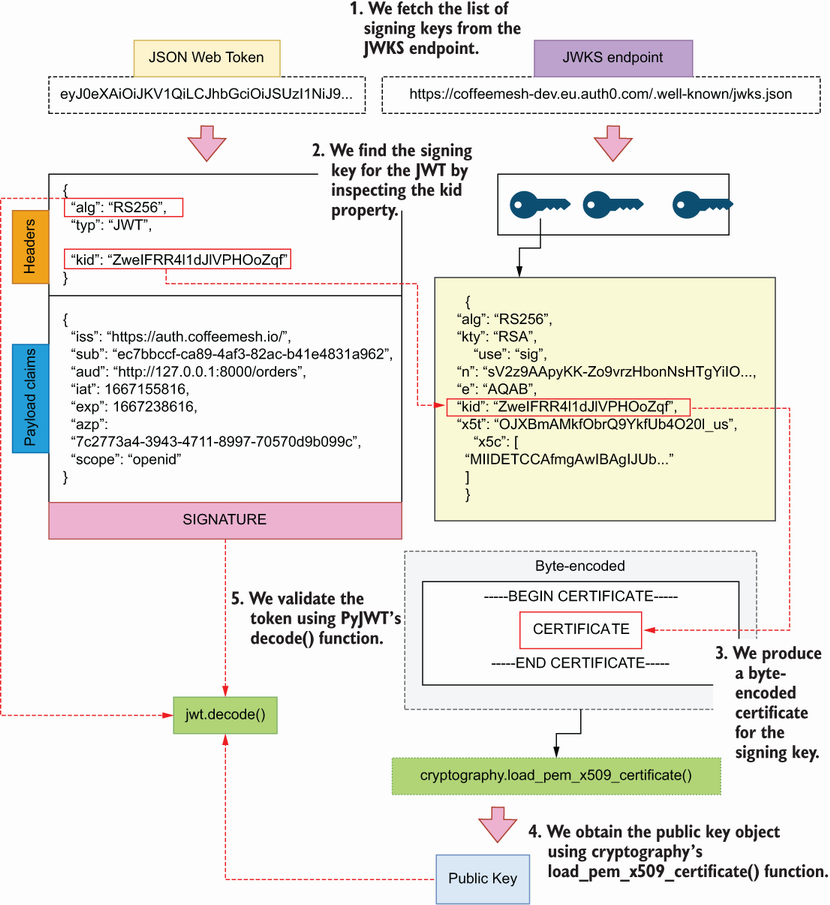 1. We fetch the list of
signing keys from the
JWKS endpoint.
JSON Web Token
JWKS endpoint
eyJ0eXAiOiJKV1QiLCJhbGciOiJSUzI1NiJ9...
https://coffeemesh-dev.eu.auth0.com/.well-known/jwks.json
2. We find the signing
key for the JWT by
inspecting the kid
property.
Headers
{
“alg”: “RS256”,
“typ”: “JWT”,
“kid”: “ZweIFRR4l1dJlVPHOoZqf”
}
Payload claims
{
“iss”: “https://auth.coffeemesh.io/”,
“sub”: “ec7bbccf-ca89-4af3-82ac-b41e4831a962”,
“aud”: “http://127.0.0.1:8000/orders”,
“iat”: 1667155816,
“exp”: 1667238616,
“azp”:
“7c2773a4-3943-4711-8997-70570d9b099c”,
“scope”: “openid”
}
SIGNATURE
{
“alg”: “RS256”,
“kty”: “RSA”,
“use”: “sig”,
“n”: “sV2z9AApyKK-Zo9vrzHbonNsHTgYiIO...,
“e”: “AQAB”,
“kid”: “ZweIFRR4l1dJlVPHOoZqf”,
“x5t”: “OJXBmAMkfObrQ9YkfUb4O20l_us”,
“x5c”: [
“MIIDETCCAfmgAwIBAgIJUb...”
]
}
Byte-encoded
-----BEGIN CERTIFICATE-----
CERTIFICATE
-----END CERTIFICATE-----
3. We produce
a byte-
encoded
certificate
for the
signing key.
5. We validate the
token using PyJWT’s
decode() function.
jwt.decode()
cryptography.load_pem_x509_certificate()
4. We obtain the public key object
using cryptography’s
load_pem_x509_certificate() function.
Public Key